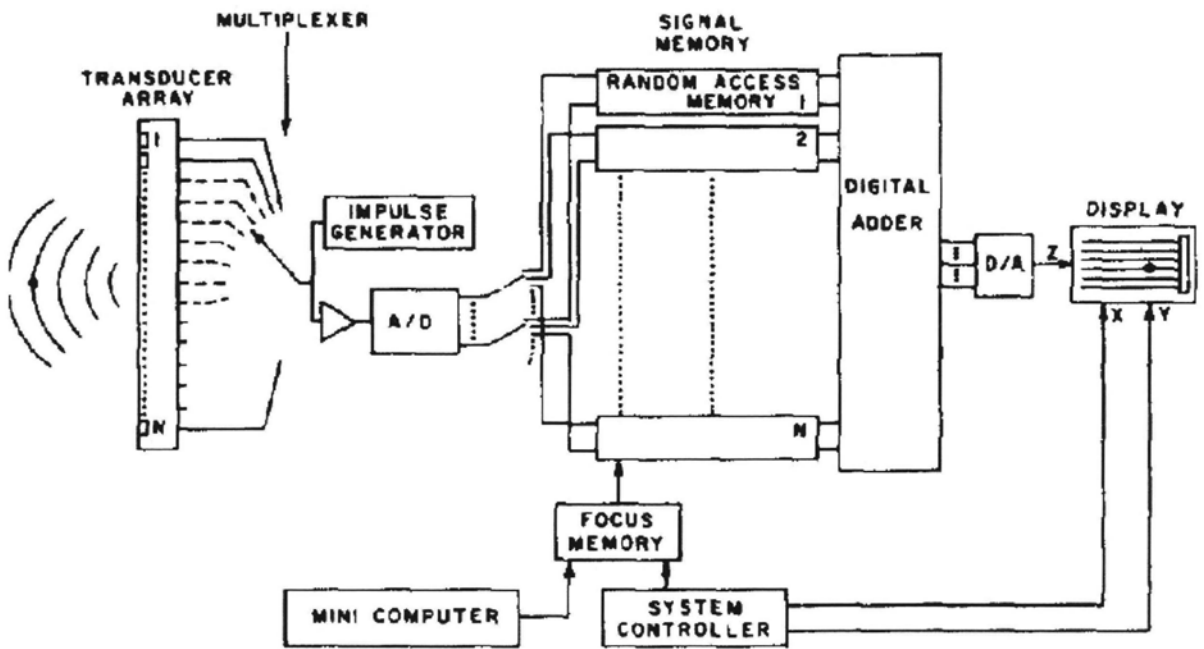 MULTIPLEXER
TRANSDUCER
ARRAY
1
N
IMPULSE
GENERATOR
A/D
SIGNAL
MEMORY
RANDOM ACCESS
MEMORY 1
2
N
DIGITAL
ADDER
D/A
Z
DISPLAY
X
Y
FOCUS
MEMORY
MINI COMPUTER
SYSTEM
CONTROLLER